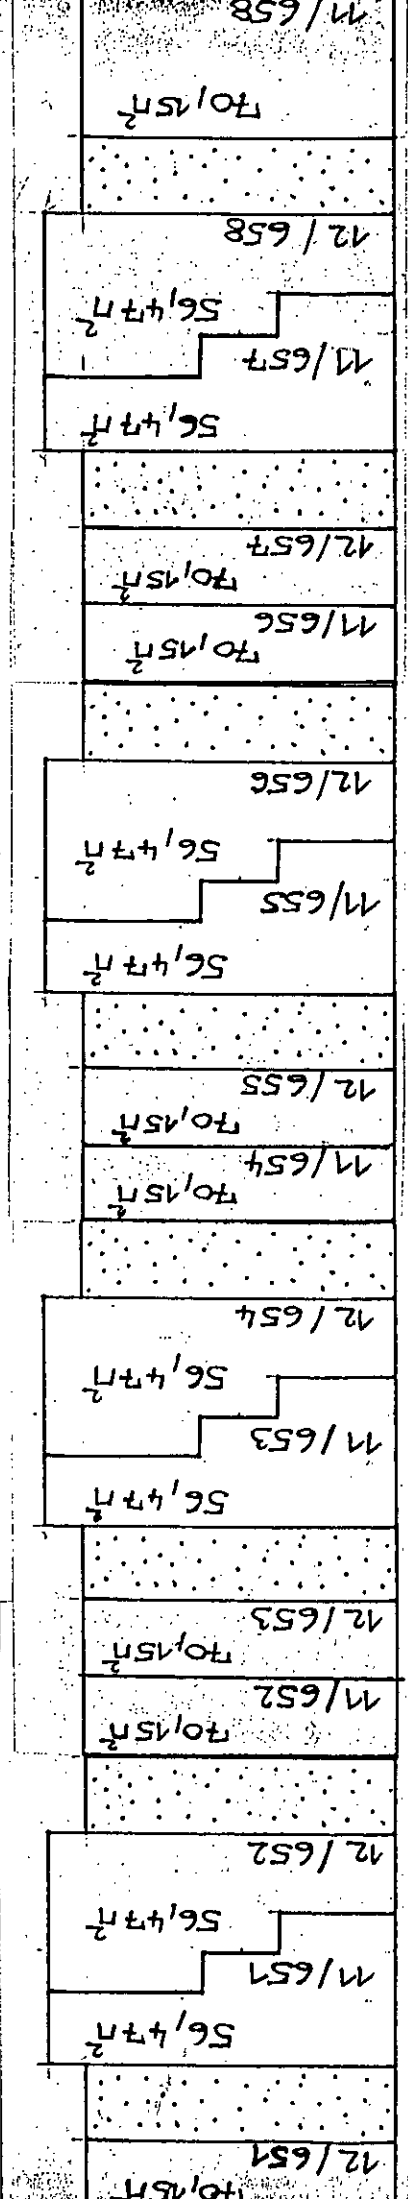 70,15 m
12/651
56,47 m²
11/651
56,47 m²
12/652
70,15 m²
11/652
70,15 m²
12/653
56,47 m²
11/653
56,47 m²
12/654
70,15 m²
11/654
70,15 m²
12/655
56,47 m²
11/655
56,47 m²
12/656
70,15 m²
11/656
70,15 m²
12/657
56,47 m²
11/657
56,47 m²
12/658
70,15 m²
11/658